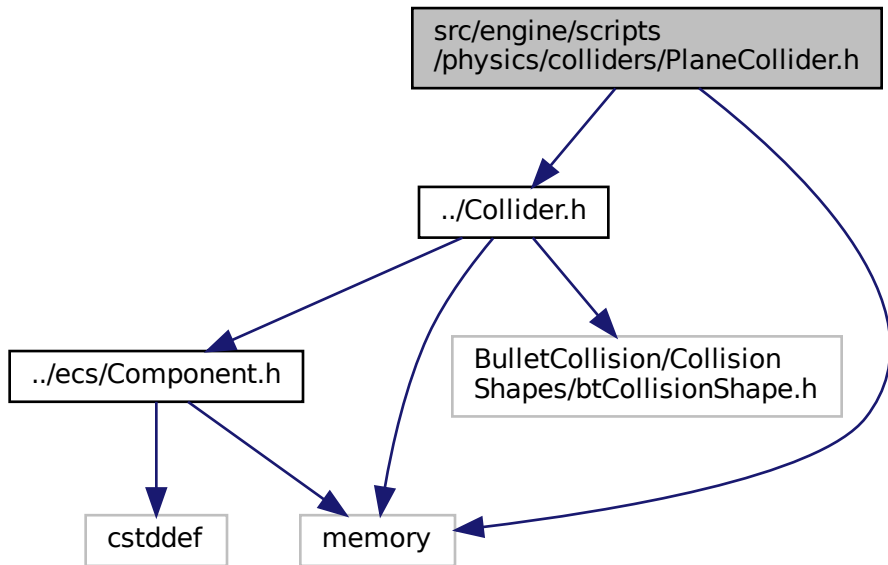 src/engine/scripts
/physics/colliders/PlaneCollider.h
../Collider.h
../ecs/Component.h
BulletCollision/Collision
Shapes/btCollisionShape.h
cstddef
memory